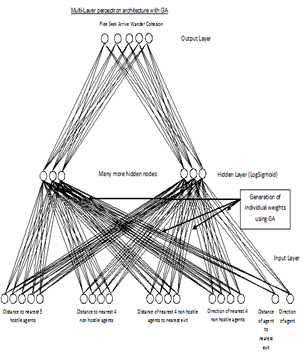 Multi-Layer perceptron architecture with GA
Flee Seek Arrive Wander Cohesion
Output Layer
Many more hidden nodes
Hidden Layer (LogSigmoid)
Generation of
individual weights
using GA
Input Layer
Distance to nearest 5
hostile agents
Distance to nearest 4
non hostile agents
Distance of nearest 4 non hostile
agents to nearest exit
Direction of nearest 4
non hostile agents
Distance
of agent
to
nearest
exit
Direction
of agent